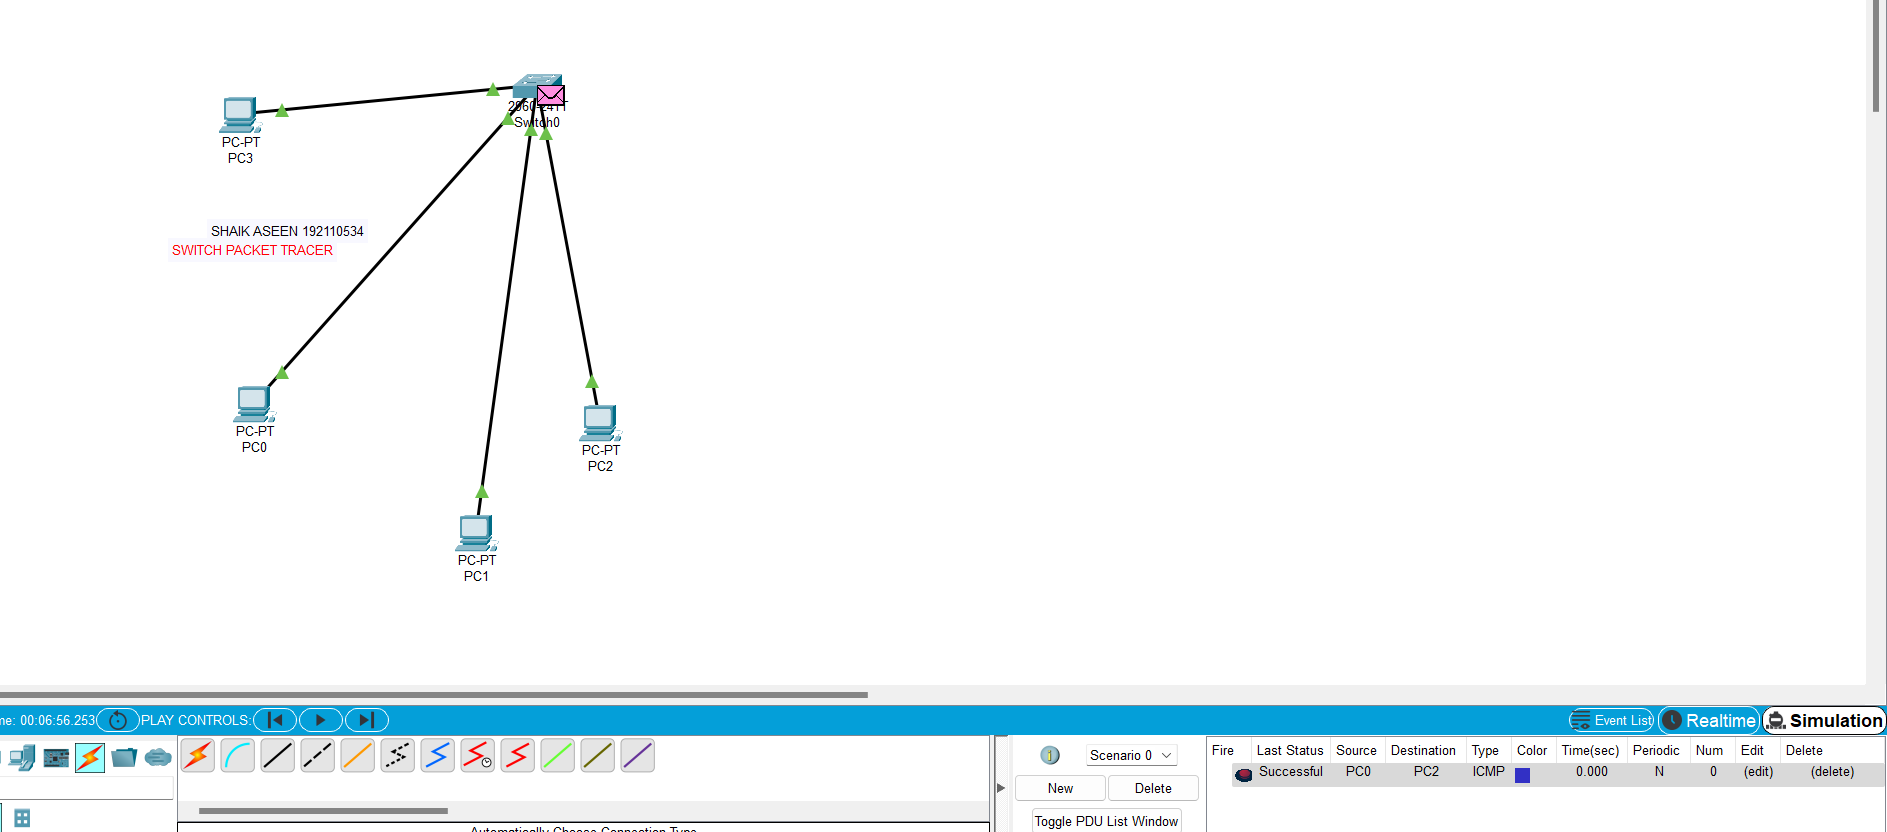 2960-24TT
Switch0
PC-PT
PC3
SHAIK ASEEN 192110534
SWITCH PACKET TRACER
PC-PT
PC0
PC-PT
PC2
PC-PT
PC1
me: 00:06:56.253 PLAY CONTROLS:
Event List Realtime Simulation
Scenario 0
New Delete
Toggle PDU List Window
Fire Last Status Source Destination Type Color Time(sec) Periodic Num Edit Delete
Successful PC0 PC2 ICMP 0.000 N 0 (edit) (delete)
Automatically Choose Connection Type